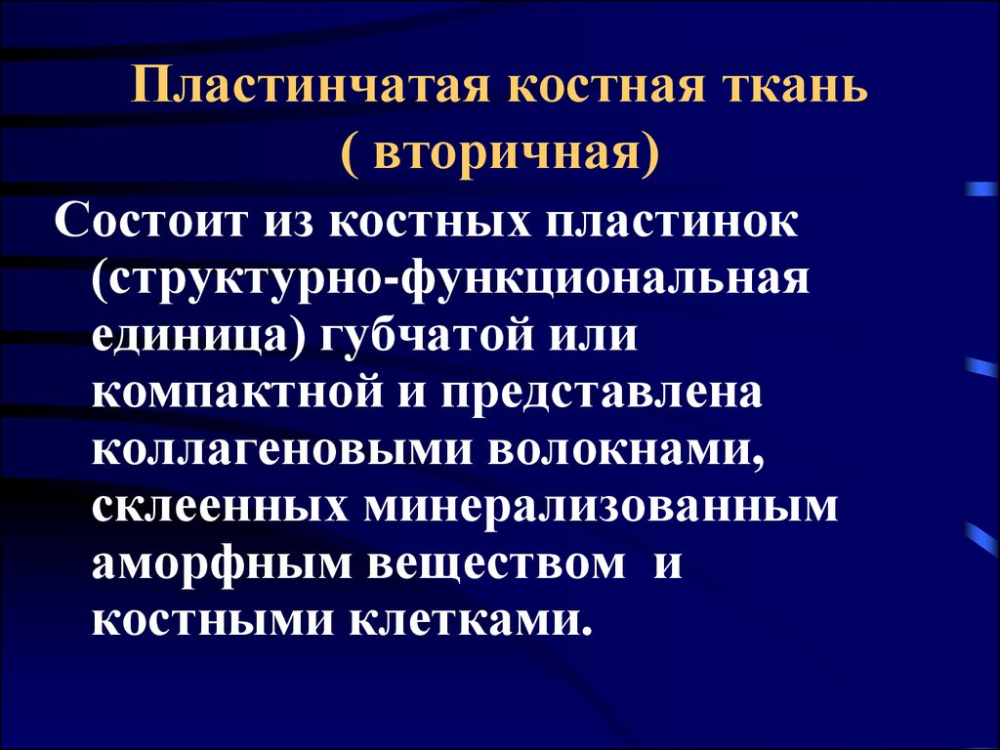 Пластинчатая костная ткань
( вторичная)
Состоит из костных пластинок
(структурно-функциональная
единица) губчатой или
компактной и представлена
коллагеновыми волокнами,
склеенных минерализованным
аморфным веществом  и
костными клетками.